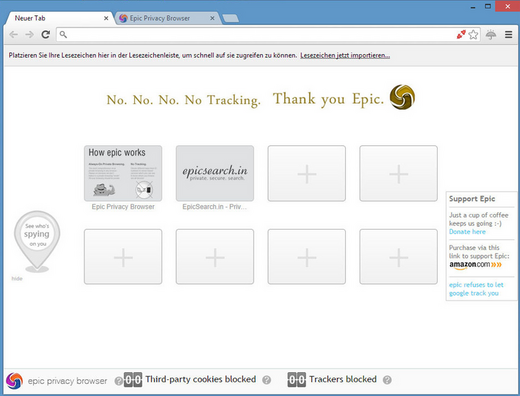 Neuer Tab
Epic Privacy Browser
Platzieren Sie Ihre Lesezeichen hier in der Lesezeichenleiste, um schnell auf sie zugreifen zu können. Lesezeichen jetzt importieren...
No. No. No. No Tracking. Thank you Epic.
How epic works
epicsearch.in
private. secure. search.
Epic Privacy Browser
EpicSearch.in - Priv...
See who's
spying
on you
hide
Support Epic
Just a cup of coffee
keeps us going :-)
Donate here
Purchase via this
link to support Epic:
amazon.com
epic refuses to let
google track you
epic privacy browser ? 00 Third-party cookies blocked ? 00 Trackers blocked ?